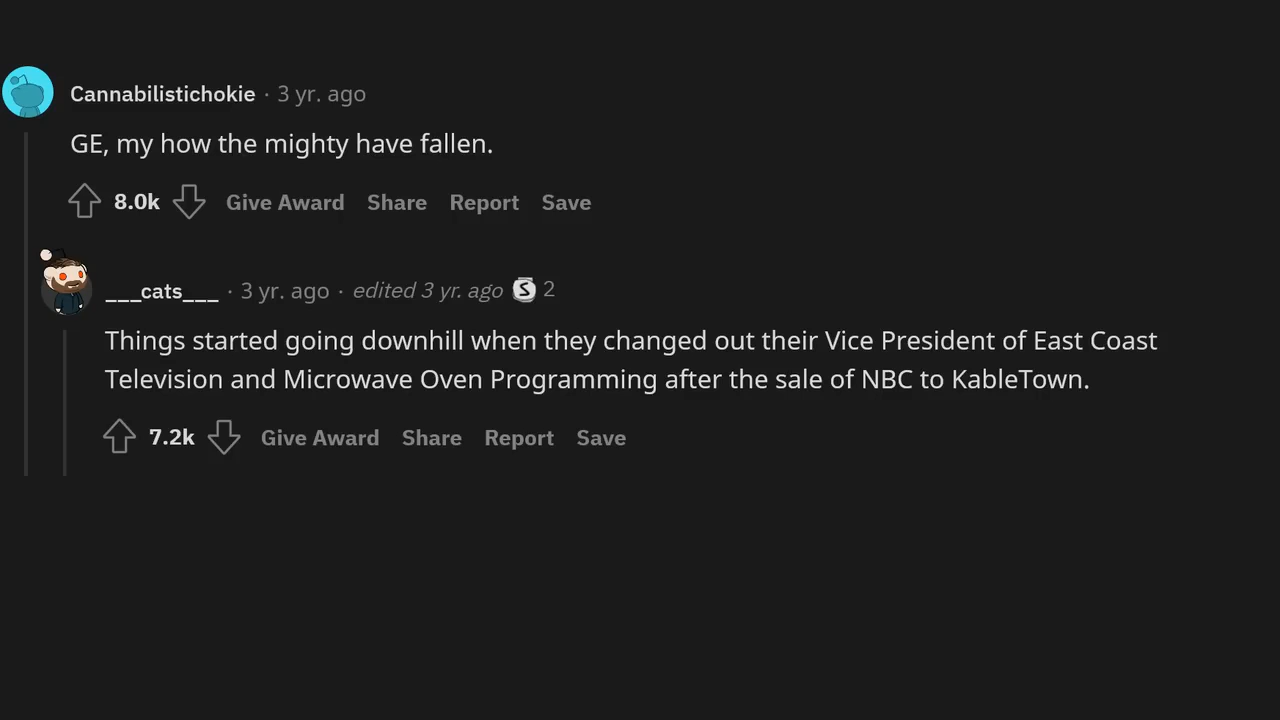 Cannabilistichokie · 3 yr. ago
GE, my how the mighty have fallen.
8.0k Give Award Share Report Save
___cats___ · 3 yr. ago · edited 3 yr. ago S 2
Things started going downhill when they changed out their Vice President of East Coast
Television and Microwave Oven Programming after the sale of NBC to KableTown.
7.2k Give Award Share Report Save